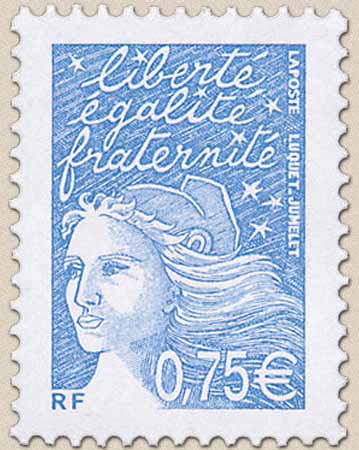 liberté
égalité
fraternité
LA POSTE LUQUET.JUMELET
0,75€
RF